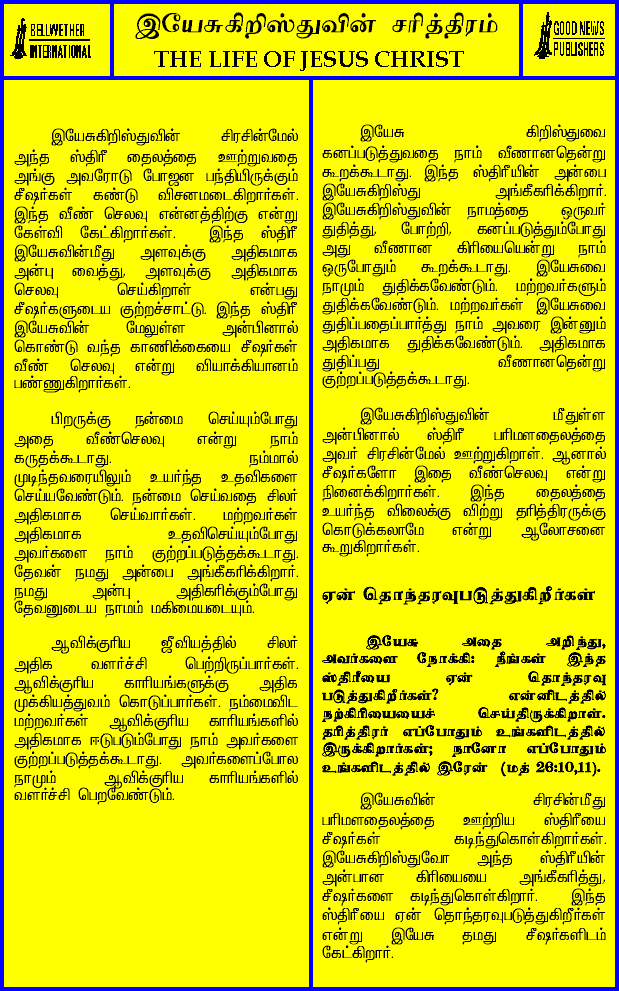 BELLWETHER
INTERNATIONAL
இயேசுகிறிஸ்துவின் சரித்திரம்
THE LIFE OF JESUS CHRIST
GOOD NEWS
PUBLISHERS
இயேசுகிறிஸ்துவின் சிரசின்மேல்
அந்த ஸ்திரீ தைலத்தை ஊற்றுவதை
அங்கு அவரோடு போஜன பந்தியிருக்கும்
சீஷர்கள் கண்டு விசனமடைகிறார்கள்.
இந்த வீண் செலவு என்னத்திற்கு என்று
கேள்வி கேட்கிறார்கள். இந்த ஸ்திரீ
இயேசுவின்மீது அளவுக்கு அதிகமாக
அன்பு வைத்து, அளவுக்கு அதிகமாக
செலவு செய்கிறாள் என்பது
சீஷர்களுடைய குற்றச்சாட்டு. இந்த ஸ்திரீ
இயேசுவின் மேலுள்ள அன்பினால்
கொண்டு வந்த காணிக்கையை சீஷர்கள்
வீண் செலவு என்று வியாக்கியானம்
பண்ணுகிறார்கள்.
பிறருக்கு நன்மை செய்யும்போது
அதை வீண்செலவு என்று நாம்
கருதக்கூடாது. நம்மால்
முடிந்தவரையிலும் உயர்ந்த உதவிகளை
செய்யவேண்டும். நன்மை செய்வதை சிலர்
அதிகமாக செய்வார்கள். மற்றவர்கள்
அதிகமாக உதவிசெய்யும்போது
அவர்களை நாம் குற்றப்படுத்தக்கூடாது.
தேவன் நமது அன்பை அங்கீகரிக்கிறார்.
நமது அன்பு அதிகரிக்கும்போது
தேவனுடைய நாமம் மகிமையடையும்.
ஆவிக்குரிய ஜீவியத்தில் சிலர்
அதிக வளர்ச்சி பெற்றிருப்பார்கள்.
ஆவிக்குரிய காரியங்களுக்கு அதிக
முக்கியத்துவம் கொடுப்பார்கள். நம்மைவிட
மற்றவர்கள் ஆவிக்குரிய காரியங்களில்
அதிகமாக ஈடுபடும்போது நாம் அவர்களை
குற்றப்படுத்தக்கூடாது. அவர்களைப்போல
நாமும் ஆவிக்குரிய காரியங்களில்
வளர்ச்சி பெறவேண்டும்.
இயேசு கிறிஸ்துவை
கனப்படுத்துவதை நாம் வீணானதென்று
கூறக்கூடாது. இந்த ஸ்திரீயின் அன்பை
இயேசுகிறிஸ்து அங்கீகரிக்கிறார்.
இயேசுகிறிஸ்துவின் நாமத்தை ஒருவர்
துதித்து, போற்றி, கனப்படுத்தும்போது
அது வீணான கிரியையென்று நாம்
ஒருபோதும் கூறக்கூடாது. இயேசுவை
நாமும் துதிக்கவேண்டும். மற்றவர்களும்
துதிக்கவேண்டும். மற்றவர்கள் இயேசுவை
துதிப்பதைப்பார்த்து நாம் அவரை இன்னும்
அதிகமாக துதிக்கவேண்டும். அதிகமாக
துதிப்பது வீணானதென்று
குற்றப்படுத்தக்கூடாது.
இயேசுகிறிஸ்துவின் மீதுள்ள
அன்பினால் ஸ்திரீ பரிமளதைலத்தை
அவர் சிரசின்மேல் ஊற்றுகிறாள். ஆனால்
சீஷர்களோ இதை வீண்செலவு என்று
நினைக்கிறார்கள். இந்த தைலத்தை
உயர்ந்த விலைக்கு விற்று தரித்திரருக்கு
கொடுக்கலாமே என்று ஆலோசனை
கூறுகிறார்கள்.
ஏன் தொந்தரவுபடுத்துகிறீர்கள்
இயேசு அதை அறிந்து,
அவர்களை நோக்கி: நீங்கள் இந்த
ஸ்திரீயை ஏன் தொந்தரவு
படுத்துகிறீர்கள்? என்னிடத்தில்
நற்கிரியையைச் செய்திருக்கிறாள்.
தரித்திரர் எப்போதும் உங்களிடத்தில்
இருக்கிறார்கள்; நானோ எப்போதும்
உங்களிடத்தில் இரேன் (மத் 26:10,11).
இயேசுவின் சிரசின்மீது
பரிமளதைலத்தை ஊற்றிய ஸ்திரீயை
சீஷர்கள் கடிந்துகொள்கிறார்கள்.
இயேசுகிறிஸ்துவோ அந்த ஸ்திரீயின்
அன்பான கிரியையை அங்கீகரித்து,
சீஷர்களை கடிந்துகொள்கிறார். இந்த
ஸ்திரீயை ஏன் தொந்தரவுபடுத்துகிறீர்கள்
என்று இயேசு தமது சீஷர்களிடம்
கேட்கிறார்.